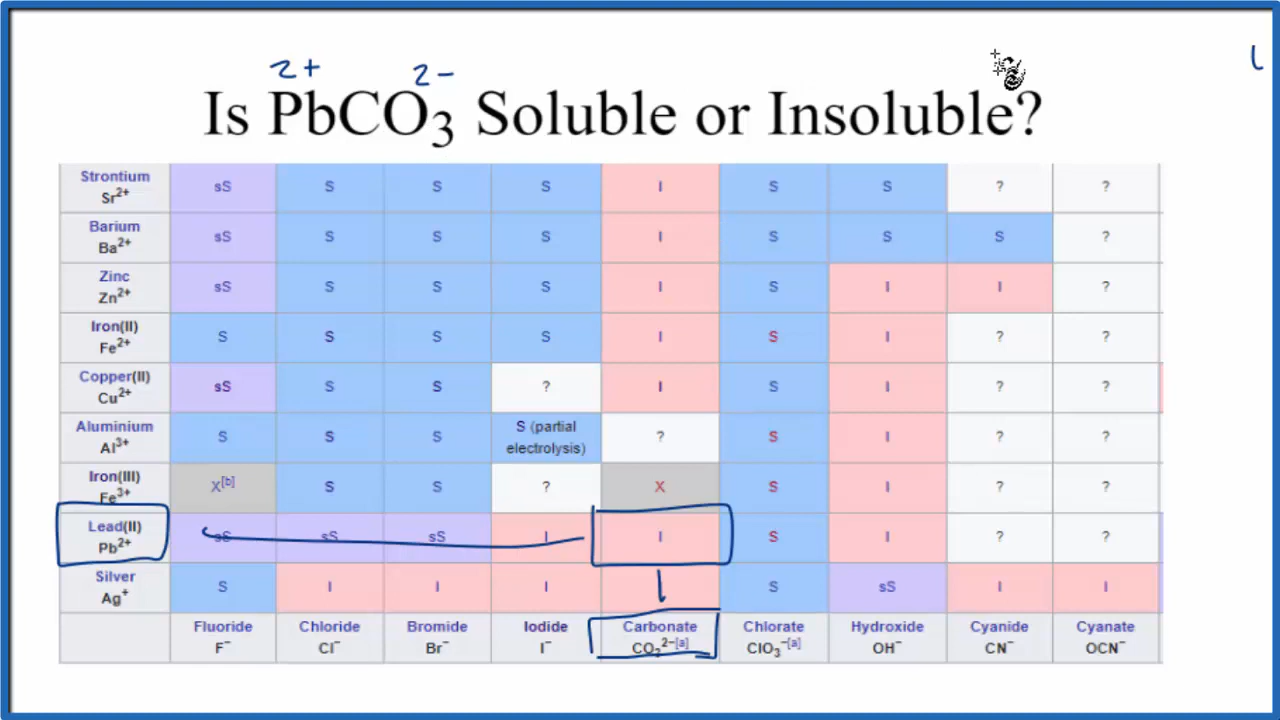 2+ 2−
Is PbCO₃ Soluble or Insoluble?
Strontium Sr²⁺ sS S S S I S S ? ?
Barium Ba²⁺ sS S S S I S S S ?
Zinc Zn²⁺ sS S S S I S I I ?
Iron(II) Fe²⁺ S S S S I S I ? ?
Copper(II) Cu²⁺ sS S S ? I S I ? ?
Aluminium Al³⁺ S S S S (partial electrolysis) ? S I ? ?
Iron(III) Fe³⁺ X[b] S S ? X S I ? ?
Lead(II) Pb²⁺ sS sS sS I I S I ? ?
Silver Ag⁺ S I I I S sS I I
Fluoride F⁻ Chloride Cl⁻ Bromide Br⁻ Iodide I⁻ Carbonate CO₂²⁻[a] Chlorate ClO₃⁻[a] Hydroxide OH⁻ Cyanide CN⁻ Cyanate OCN⁻